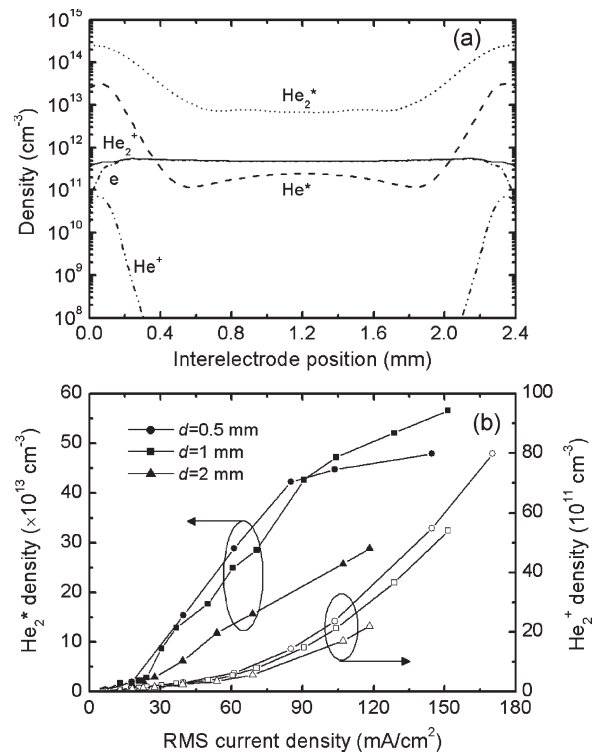 (a)
10^15
10^14
10^13
10^12
10^11
10^10
10^9
10^8
Density (cm^-3)
He2*
He2^+
e
He*
He^+
0.0 0.4 0.8 1.2 1.6 2.0 2.4
Interelectrode position (mm)
(b)
60
50
40
30
20
10
0
He2* density (×10^13 cm^-3)
d=0.5 mm
d=1 mm
d=2 mm
100
80
60
40
20
0
He2^+ density (10^11 cm^-3)
0 30 60 90 120 150 180
RMS current density (mA/cm^2)